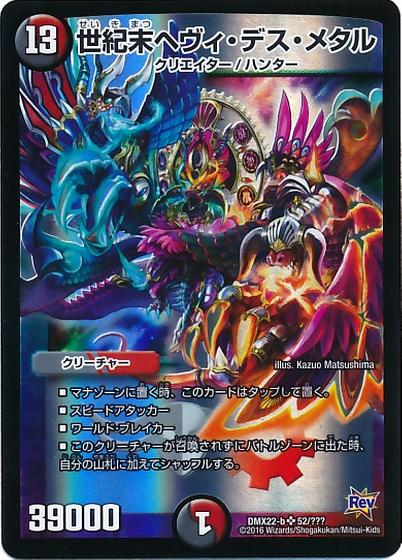 13
せいきまつ
世紀末ヘヴィ・デス・メタル
クリエイター/ハンター
illus. Kazuo Matsushima
クリーチャー
■マナゾーンに置く時、このカードはタップして置く。
■スピードアタッカー
■ワールド・ブレイカー
■このクリーチャーが召喚されずにバトルゾーンに出た時、
自分の山札に加えてシャッフルする。
39000
1
Rev
DMX22-b 52/???
©2016 Wizards/Shogakukan/Mitsui-Kids